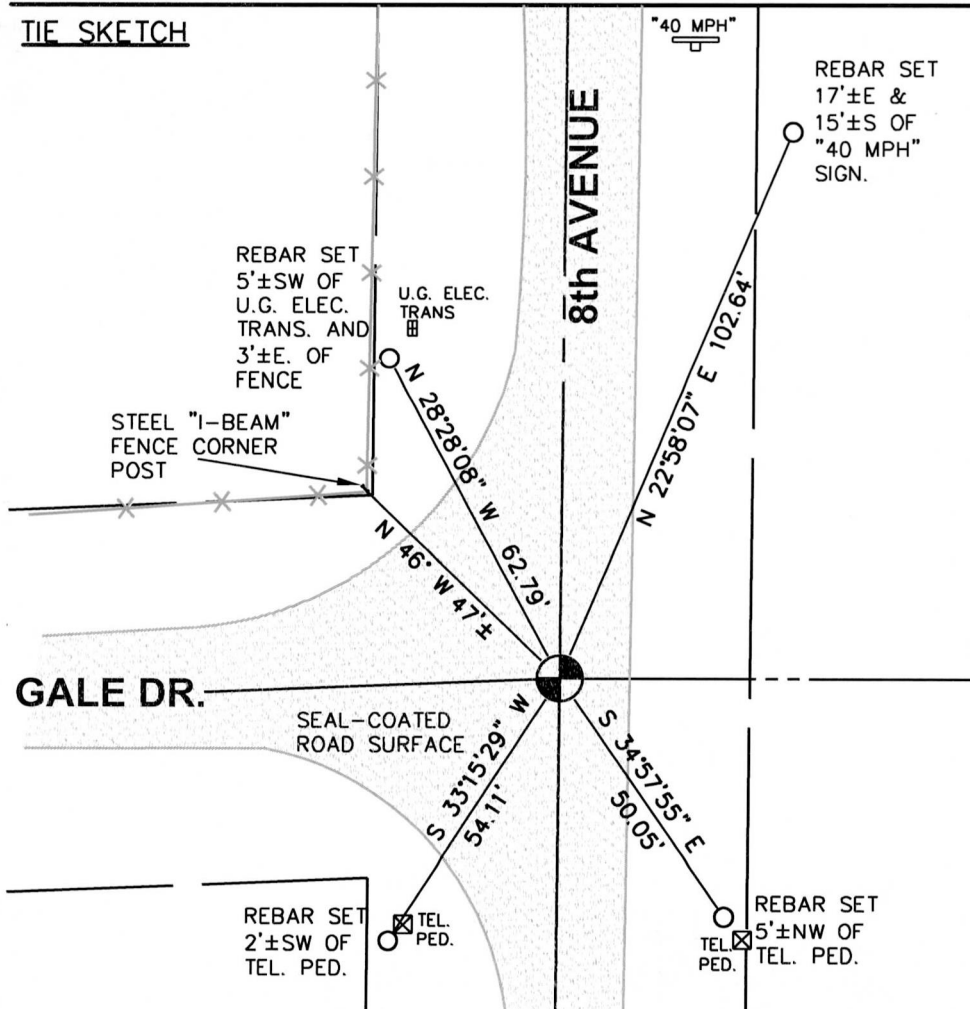 TIE SKETCH
"40 MPH"
REBAR SET
17'±E &
15'±S OF
"40 MPH"
SIGN.
8th AVENUE
REBAR SET
5'±SW OF
U.G. ELEC.
TRANS. AND
3'±E. OF
FENCE
U.G. ELEC.
TRANS
STEEL "I-BEAM"
FENCE CORNER
POST
N 28°28'08" W 62.79'
N 22°58'07" E 102.64'
N 46° W 47'±
GALE DR.
SEAL-COATED
ROAD SURFACE
S 33°15'29" W
54.11'
S 34°57'55" E
50.05'
REBAR SET
2'±SW OF
TEL. PED.
TEL.
PED.
TEL.
PED.
REBAR SET
5'±NW OF
TEL. PED.